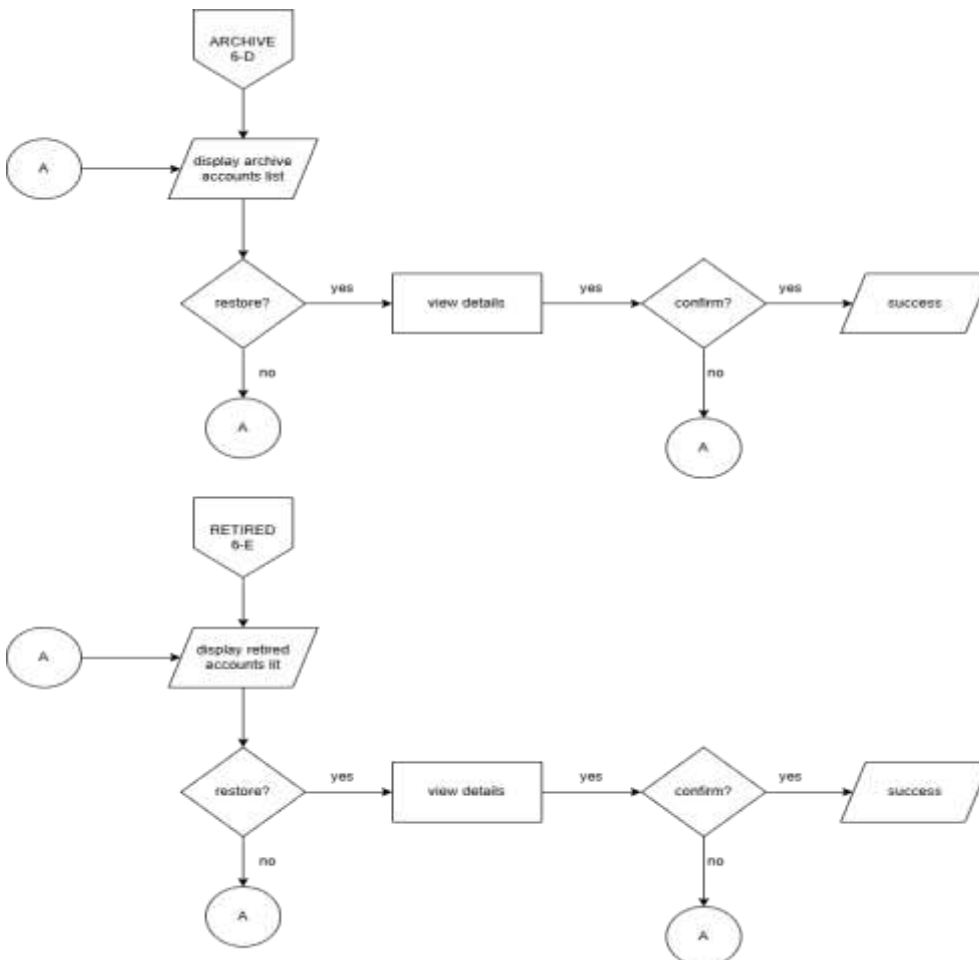 ARCHIVE
6-D
A
display archive
accounts list
restore?
yes
view details
yes
confirm?
yes
success
no
no
A
A
RETIRED
6-E
A
display retired
accounts lit
restore?
yes
view details
yes
confirm?
yes
success
no
no
A
A